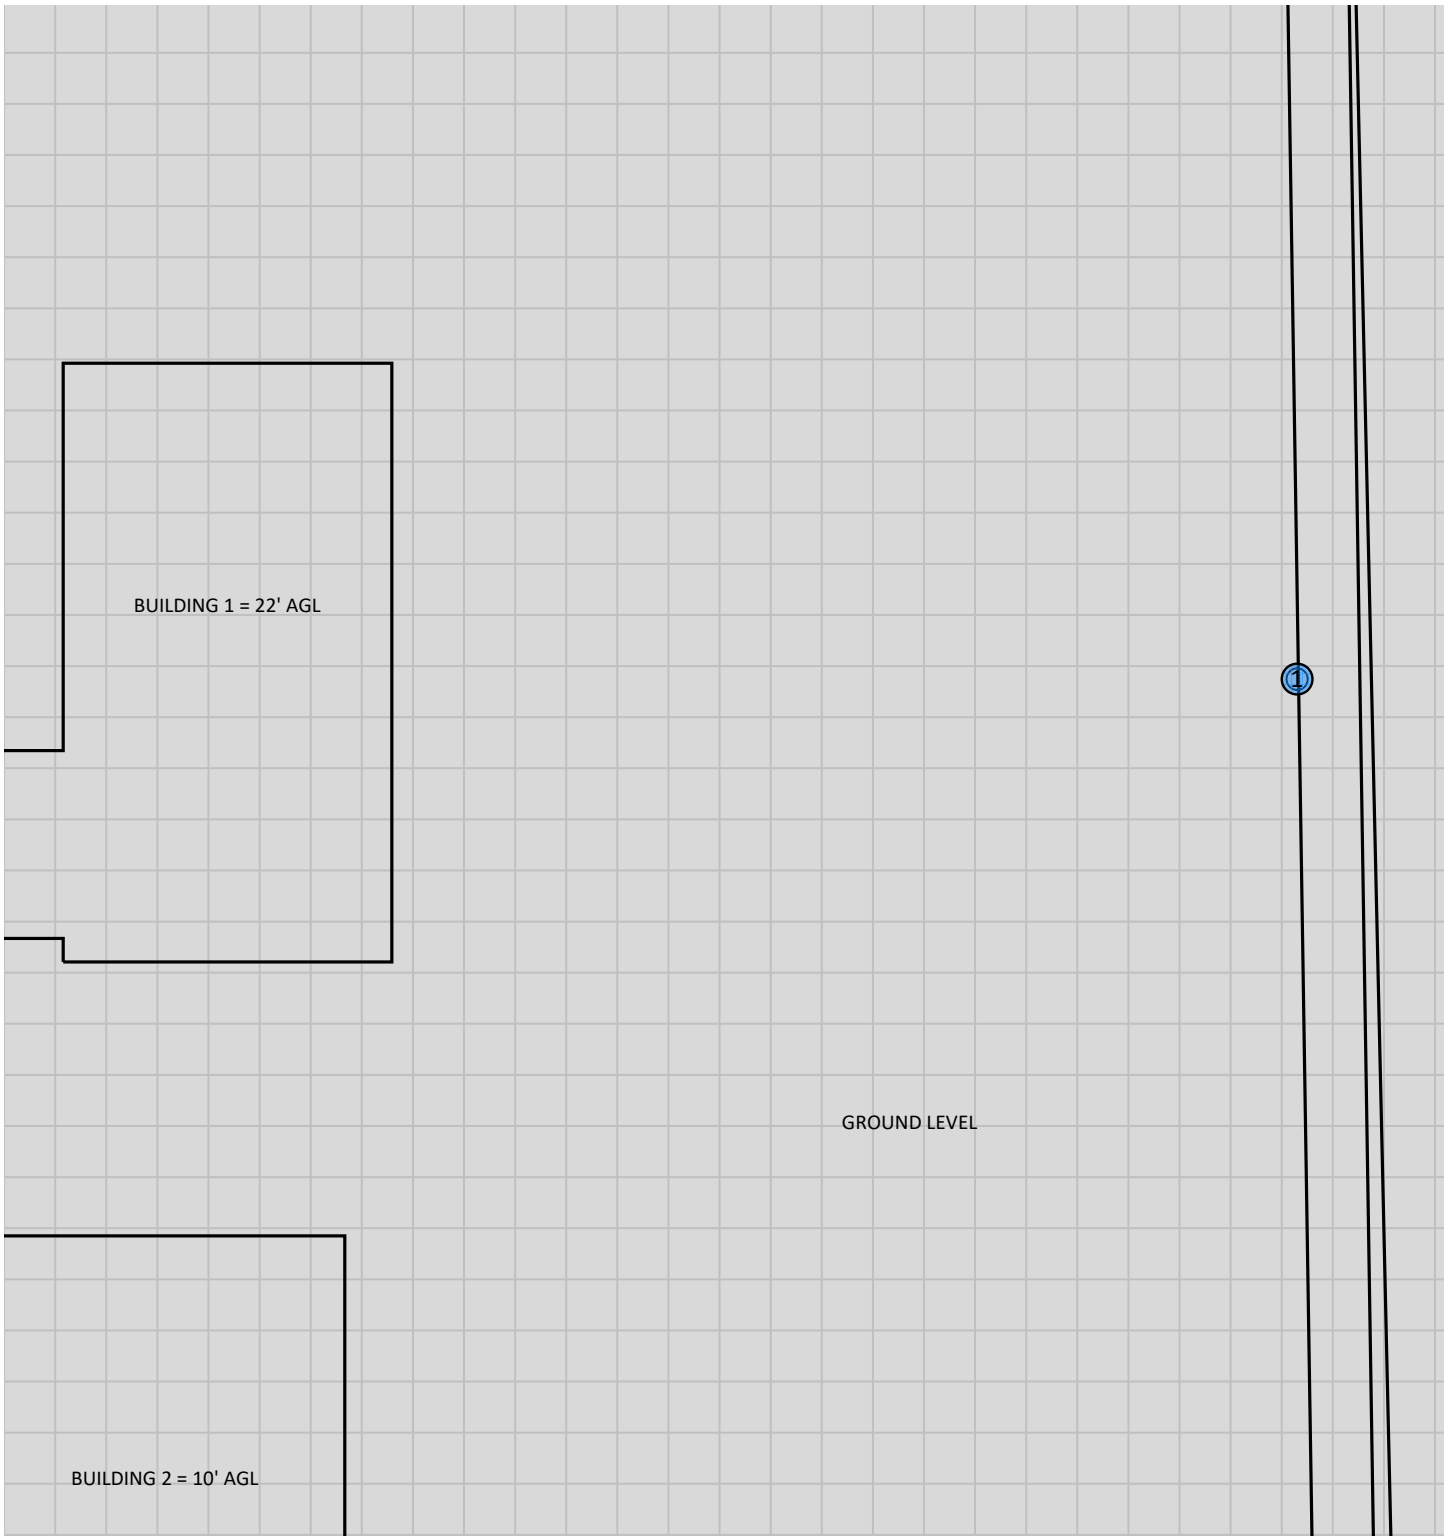 BUILDING 1 = 22' AGL
1
GROUND LEVEL
BUILDING 2 = 10' AGL